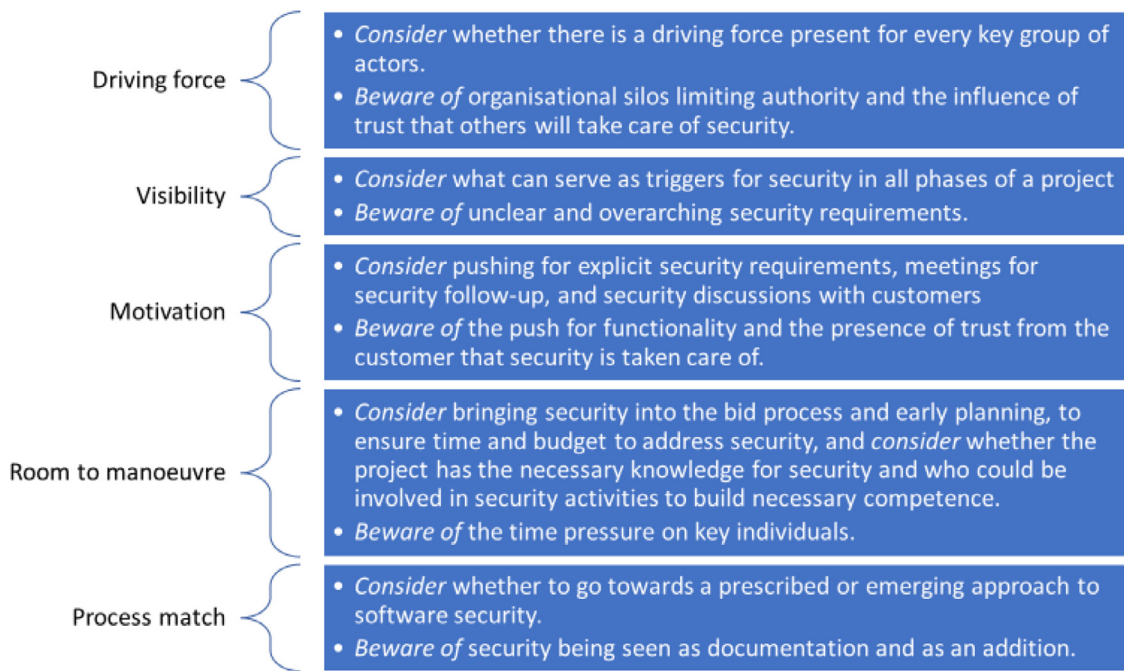 Driving force
• Consider whether there is a driving force present for every key group of
actors.
• Beware of organisational silos limiting authority and the influence of
trust that others will take care of security.
Visibility
• Consider what can serve as triggers for security in all phases of a project
• Beware of unclear and overarching security requirements.
Motivation
• Consider pushing for explicit security requirements, meetings for
security follow-up, and security discussions with customers
• Beware of the push for functionality and the presence of trust from the
customer that security is taken care of.
Room to manoeuvre
• Consider bringing security into the bid process and early planning, to
ensure time and budget to address security, and consider whether the
project has the necessary knowledge for security and who could be
involved in security activities to build necessary competence.
• Beware of the time pressure on key individuals.
Process match
• Consider whether to go towards a prescribed or emerging approach to
software security.
• Beware of security being seen as documentation and as an addition.